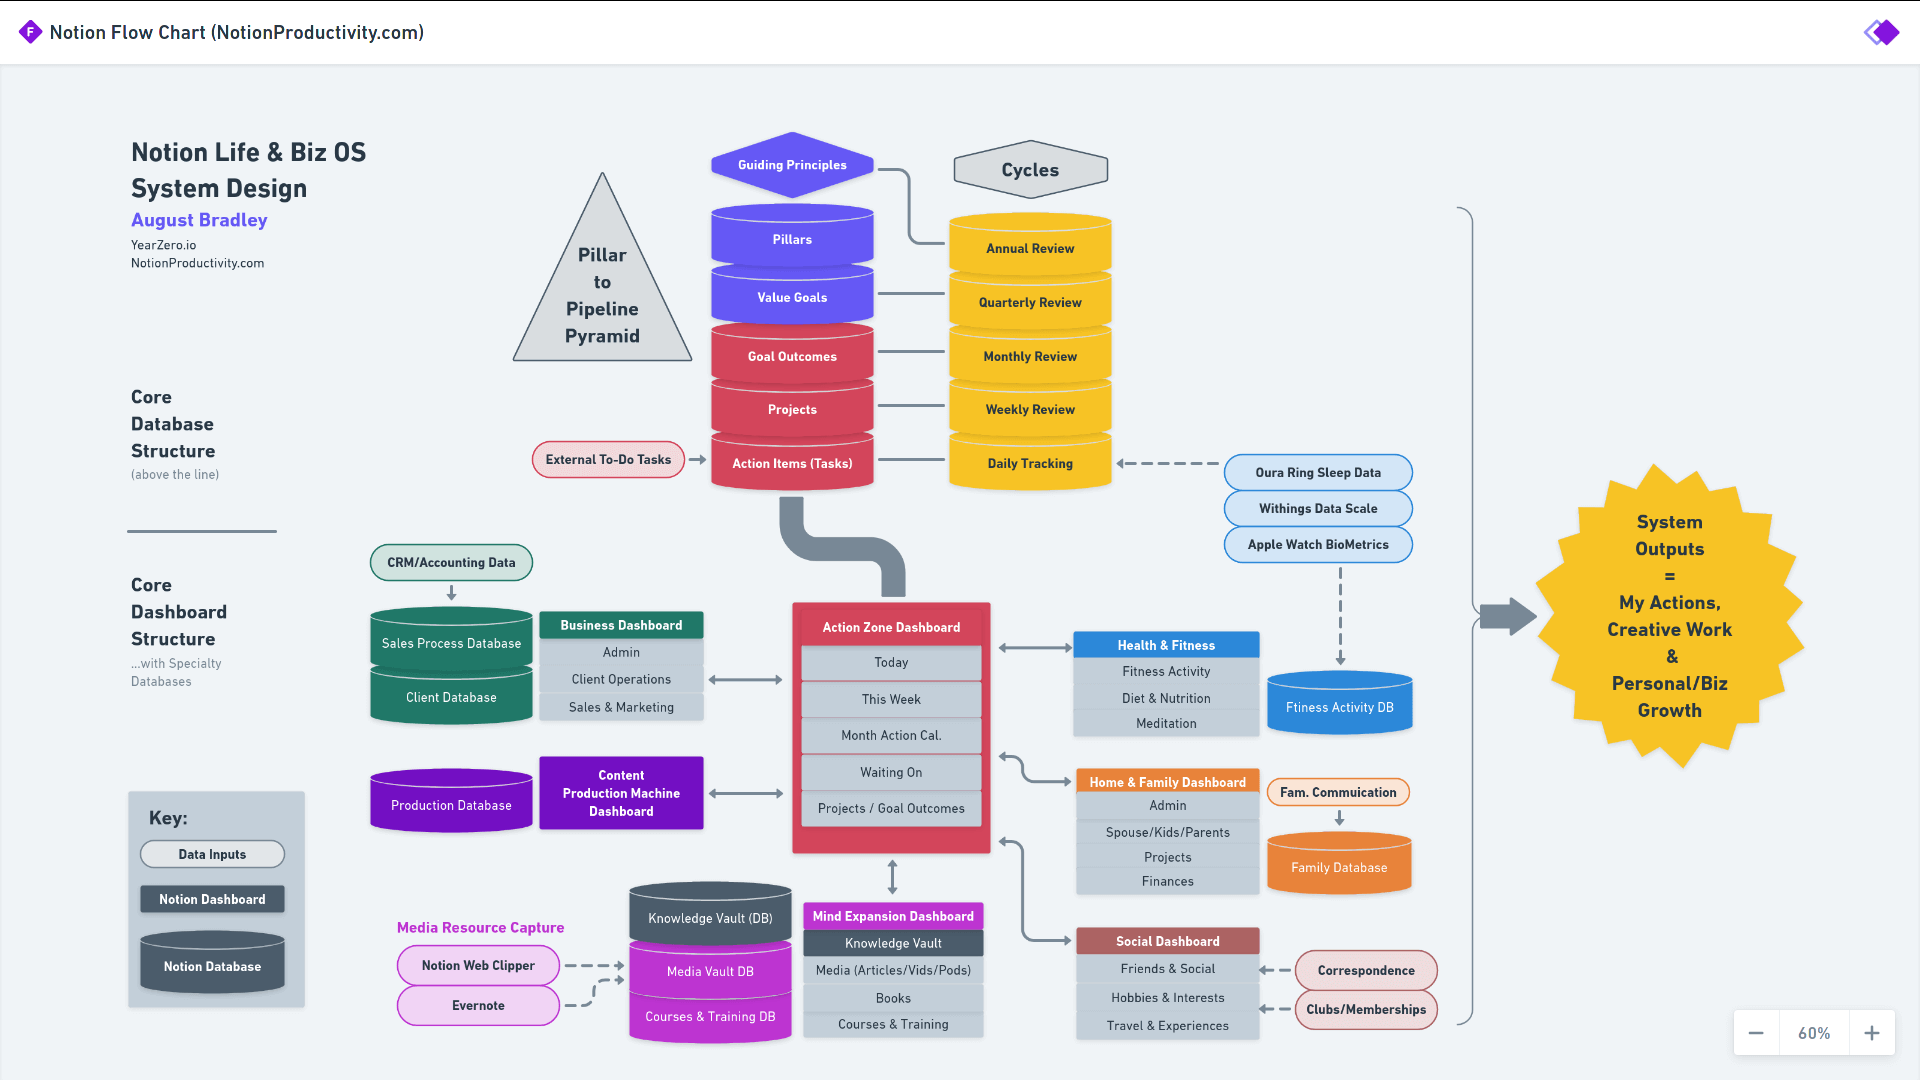 F
Notion Flow Chart (NotionProductivity.com)
Notion Life & Biz OS
System Design
August Bradley
YearZero.io
NotionProductivity.com
Pillar
to
Pipeline
Pyramid
Guiding Principles
Pillars
Value Goals
Goal Outcomes
Projects
Action Items (Tasks)
Cycles
Annual Review
Quarterly Review
Monthly Review
Weekly Review
Daily Tracking
Core
Database
Structure
(above the line)
External To-Do Tasks
Oura Ring Sleep Data
Withings Data Scale
Apple Watch BioMetrics
Core
Dashboard
Structure
...with Specialty
Databases
CRM/Accounting Data
Sales Process Database
Client Database
Business Dashboard
Admin
Client Operations
Sales & Marketing
Production Database
Content
Production Machine
Dashboard
Action Zone Dashboard
Today
This Week
Month Action Cal.
Waiting On
Projects / Goal Outcomes
Health & Fitness
Fitness Activity
Diet & Nutrition
Meditation
Ftiness Activity DB
Home & Family Dashboard
Admin
Spouse/Kids/Parents
Projects
Finances
Fam. Commuication
Family Database
Social Dashboard
Friends & Social
Hobbies & Interests
Travel & Experiences
Correspondence
Clubs/Memberships
Media Resource Capture
Notion Web Clipper
Evernote
Knowledge Vault (DB)
Media Vault DB
Courses & Training DB
Mind Expansion Dashboard
Knowledge Vault
Media (Articles/Vids/Pods)
Books
Courses & Training
System
Outputs
=
My Actions,
Creative Work
&
Personal/Biz
Growth
Key:
Data Inputs
Notion Dashboard
Notion Database
60%